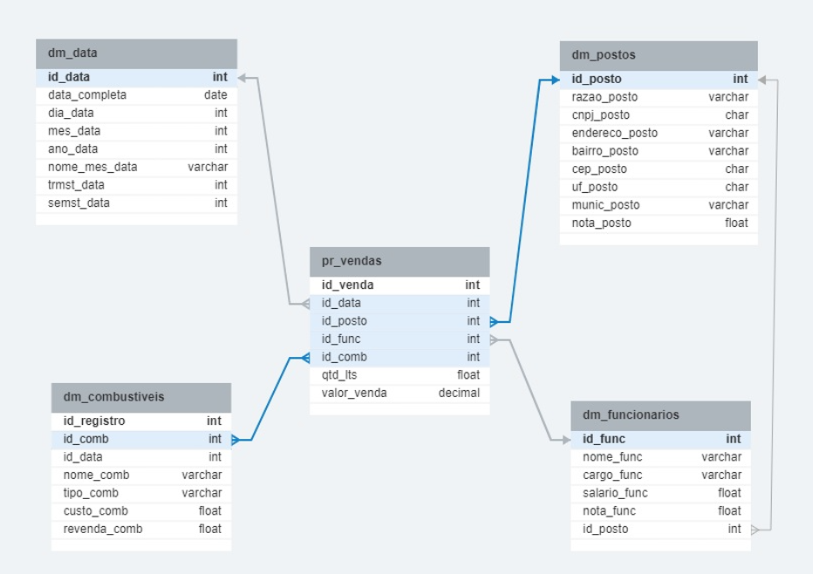 dm_data
id_data int
data_completa date
dia_data int
mes_data int
ano_data int
nome_mes_data varchar
trmst_data int
semst_data int
dm_postos
id_posto int
razao_posto varchar
cnpj_posto char
endereco_posto varchar
bairro_posto varchar
cep_posto char
uf_posto char
munic_posto varchar
nota_posto float
pr_vendas
id_venda int
id_data int
id_posto int
id_func int
id_comb int
qtd_lts float
valor_venda decimal
dm_combustiveis
id_registro int
id_comb int
id_data int
nome_comb varchar
tipo_comb varchar
custo_comb float
revenda_comb float
dm_funcionarios
id_func int
nome_func varchar
cargo_func varchar
salario_func float
nota_func float
id_posto int